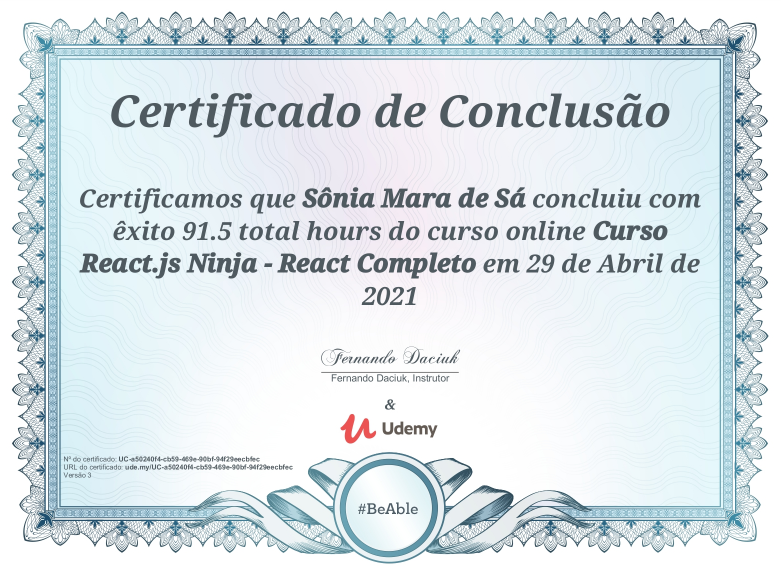 Certificado de Conclusão
Certificamos que Sônia Mara de Sá concluiu com
êxito 91.5 total hours do curso online Curso
React.js Ninja - React Completo em 29 de Abril de
2021
Fernando Daciuk
Fernando Daciuk, Instrutor
&
Udemy
Nº do certificado: UC-a50240f4-cb59-469e-90bf-94f29eecbfec
URL do certificado: ude.my/UC-a50240f4-cb59-469e-90bf-94f29eecbfec
Versão 3
#BeAble